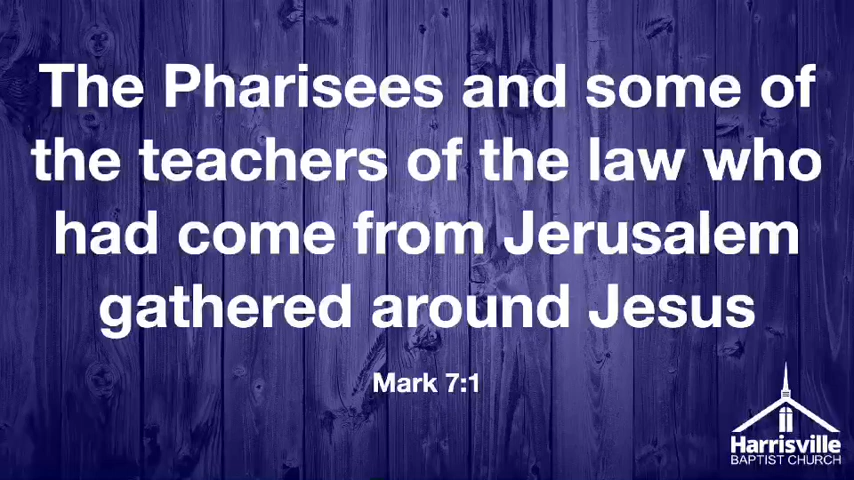 The Pharisees and some of
the teachers of the law who
had come from Jerusalem
gathered around Jesus
Mark 7:1
Harrisville
BAPTIST CHURCH